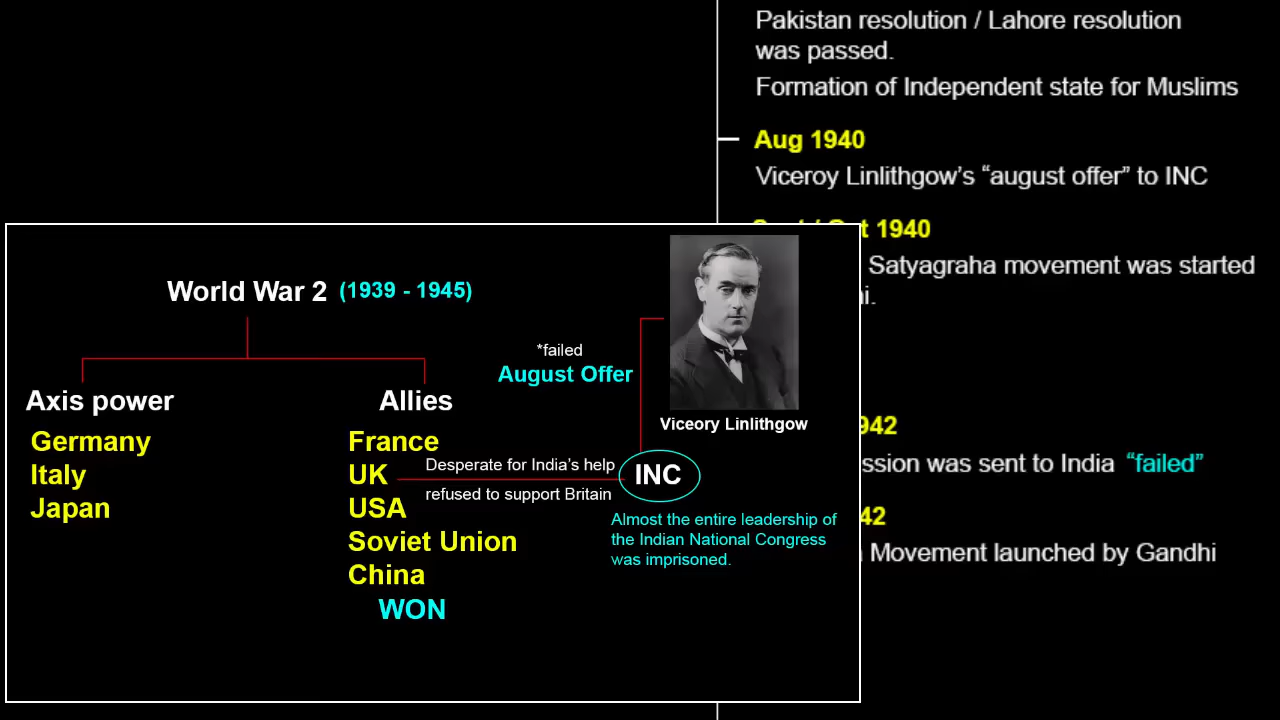 Pakistan resolution / Lahore resolution
was passed.
Formation of Independent state for Muslims
Aug 1940
Viceroy Linlithgow's “august offer” to INC
1940
Satyagraha movement was started
ssion was sent to India “failed”
Movement launched by Gandhi
World War 2 (1939 - 1945)
Axis power
Germany
Italy
Japan
Allies
France
UK
USA
Soviet Union
China
WON
Desperate for India's help
refused to support Britain
*failed
August Offer
Viceory Linlithgow
INC
Almost the entire leadership of
the Indian National Congress
was imprisoned.